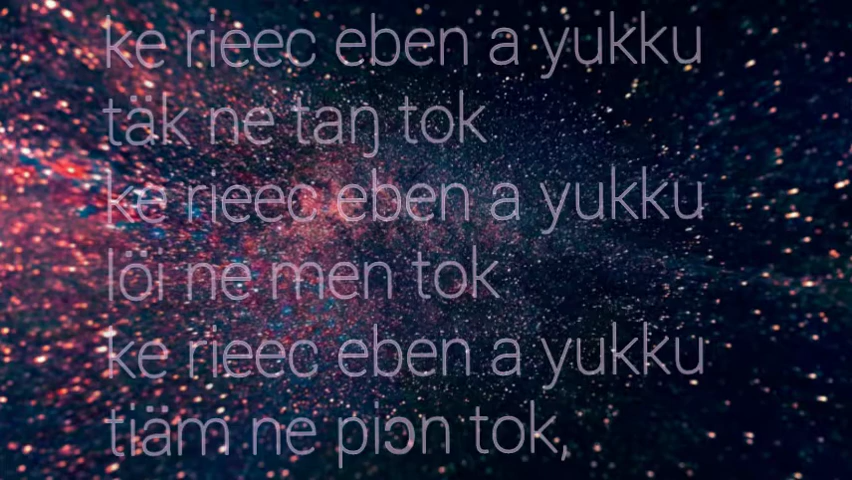 ke rieec eben a yukku
täk ne taŋ tok
ke rieec eben a yukku
löi ne men tok
ke rieec eben a yukku
tiäm ne piɔn tok,